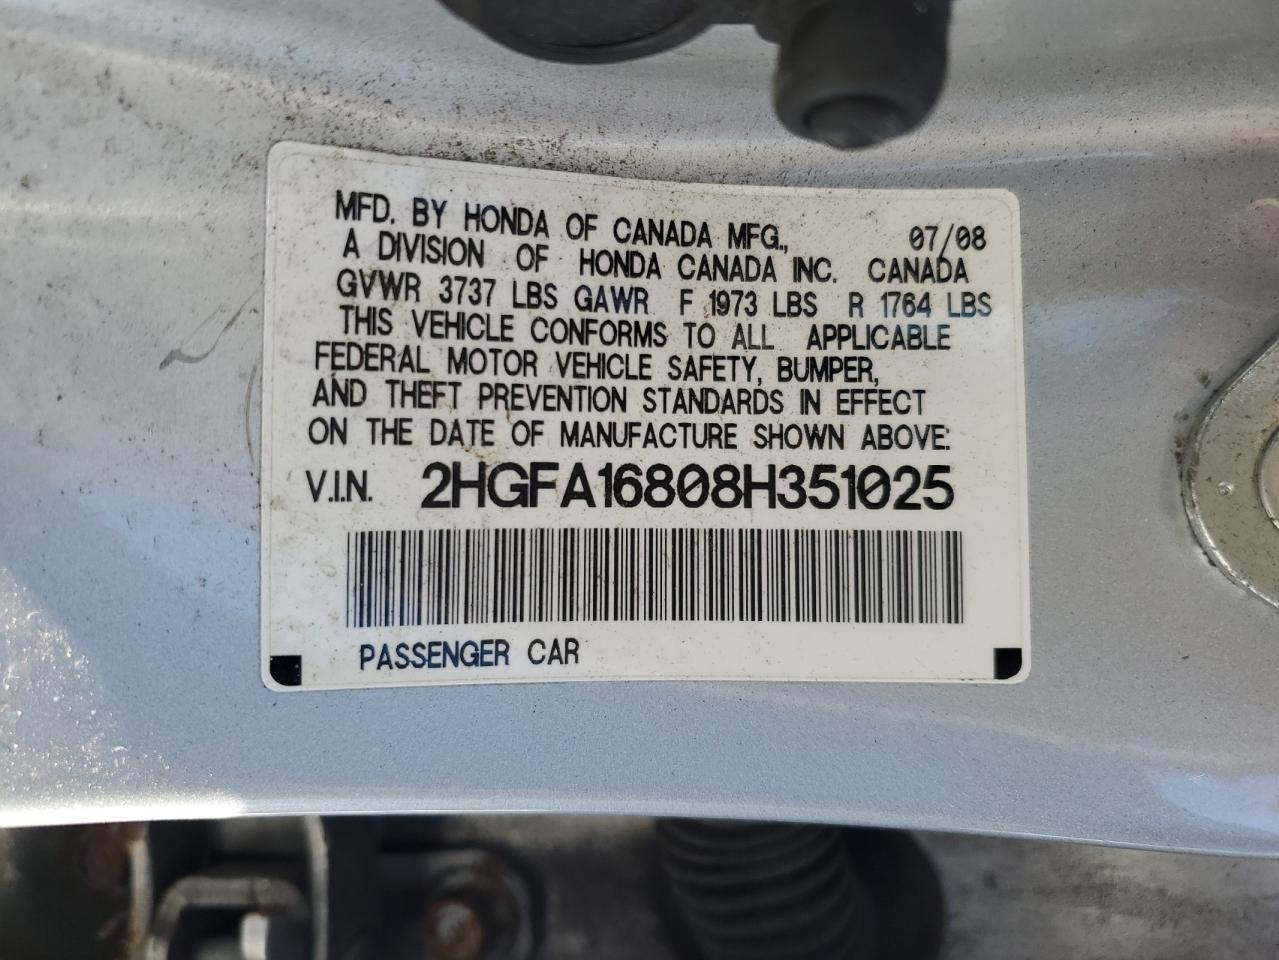 MFD. BY HONDA OF CANADA MFG., 07/08
A DIVISION OF HONDA CANADA INC. CANADA
GVWR 3737 LBS GAWR F 1973 LBS R 1764 LBS
THIS VEHICLE CONFORMS TO ALL APPLICABLE
FEDERAL MOTOR VEHICLE SAFETY, BUMPER,
AND THEFT PREVENTION STANDARDS IN EFFECT
ON THE DATE OF MANUFACTURE SHOWN ABOVE:
V.I.N. 2HGFA16808H351025
PASSENGER CAR